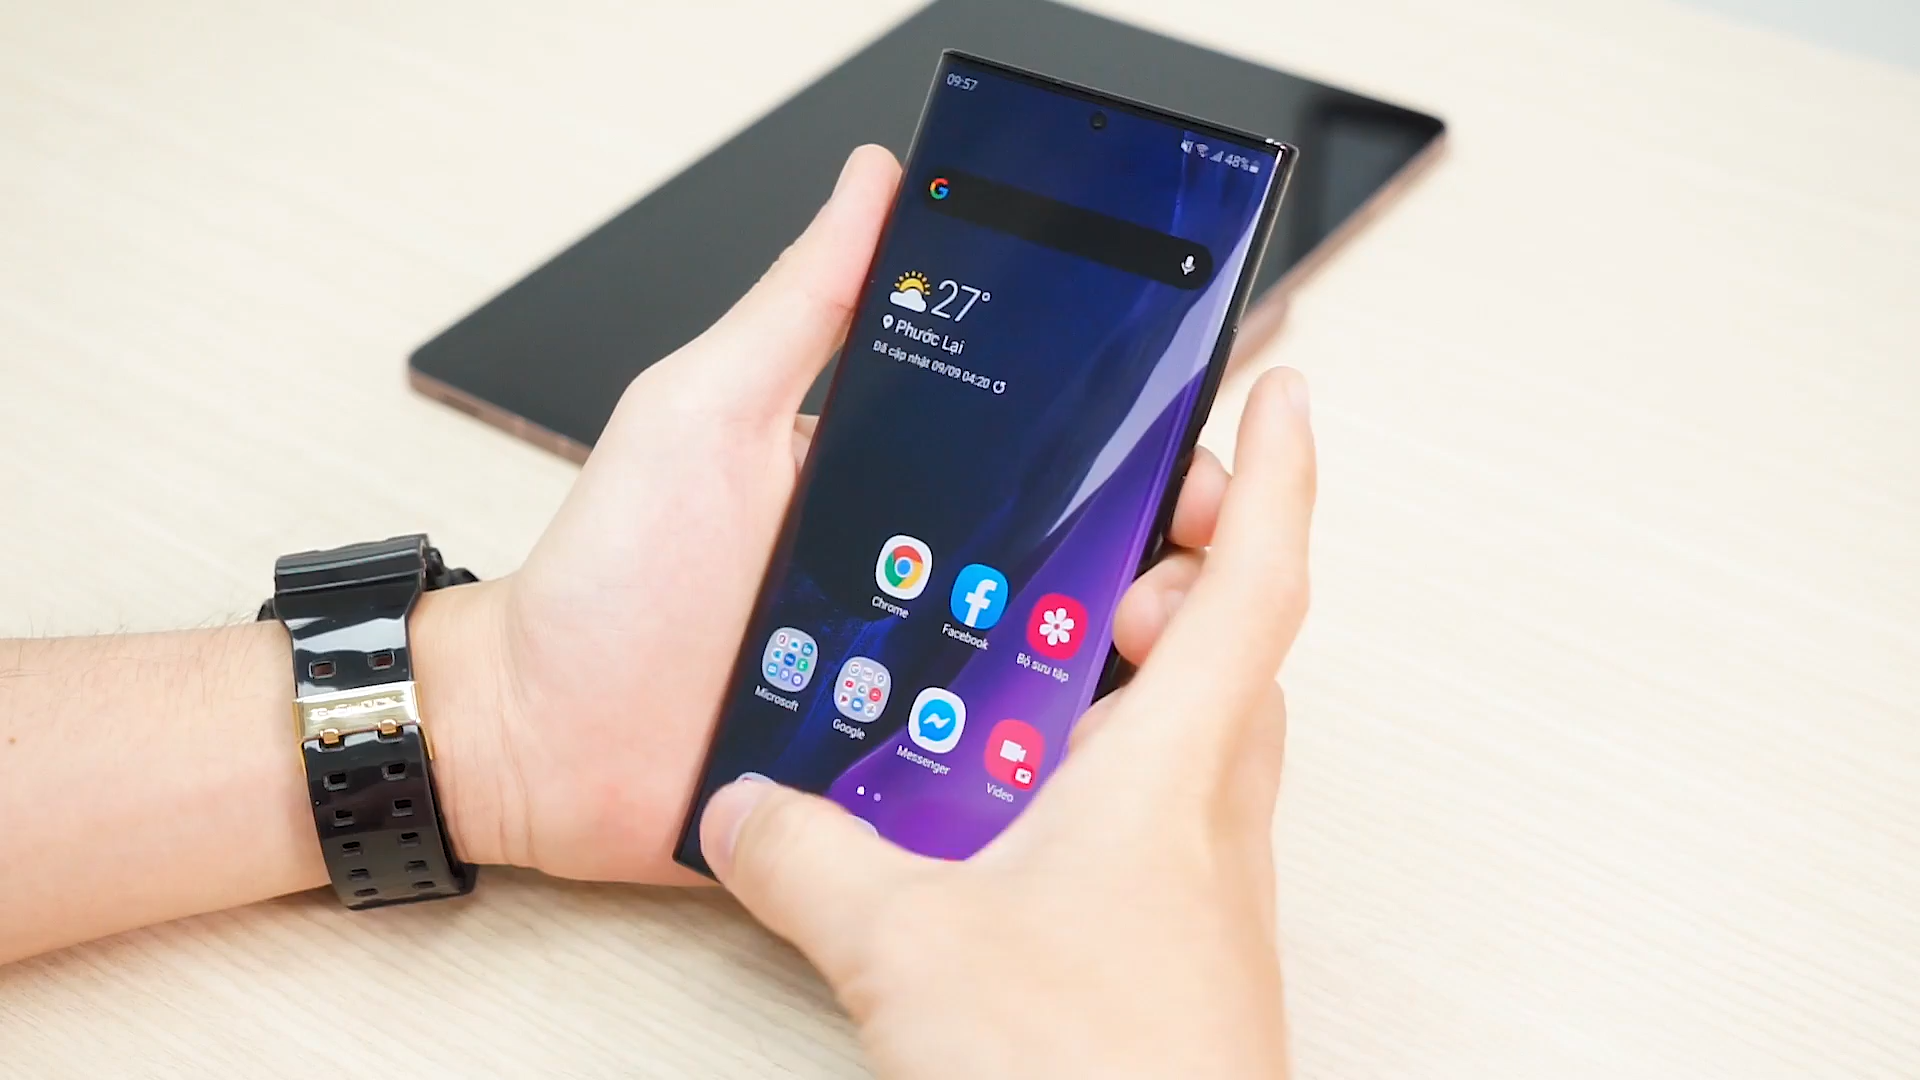 09:57
48%
27°
Phước Lại
Đã cập nhật 09/09 04:20
Chrome
Facebook
Bộ sưu tập
Microsoft
Google
Messenger
Video
G-SHOCK